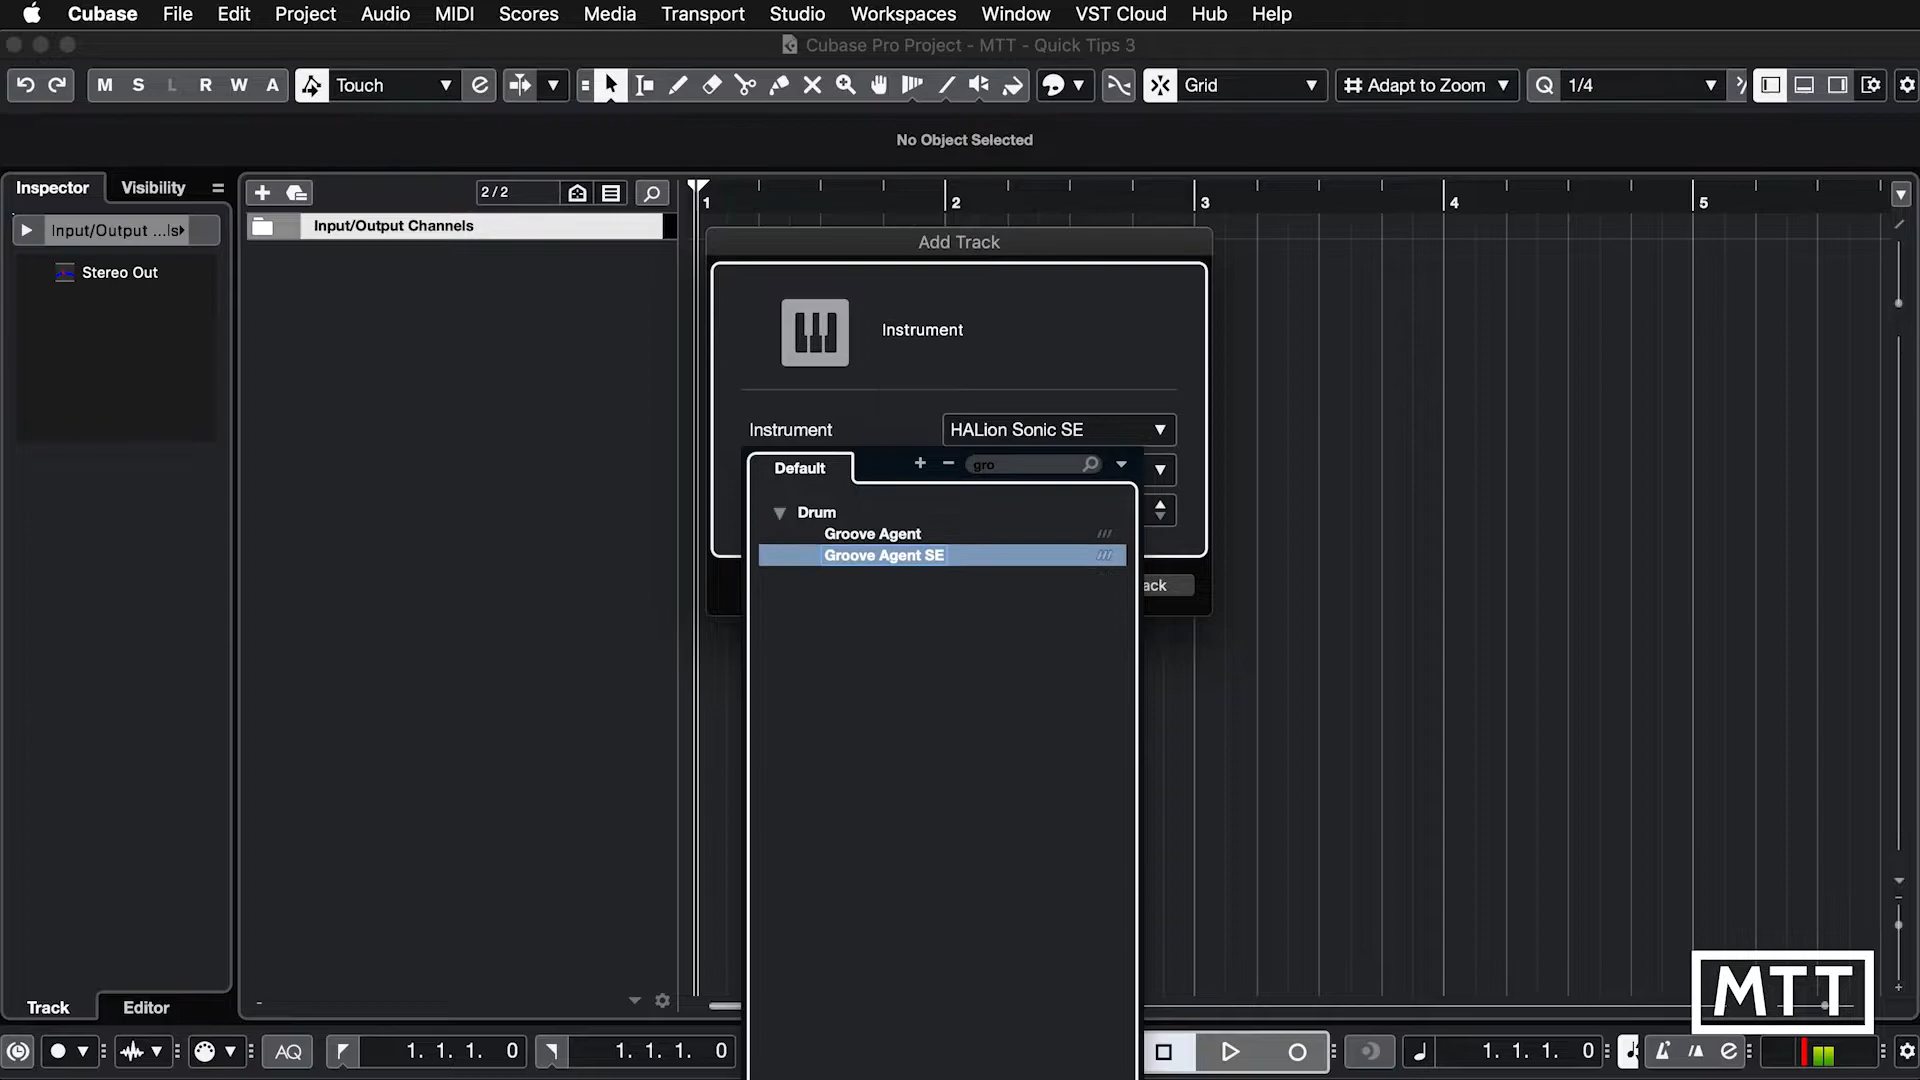 Cubase File Edit Project Audio MIDI Scores Media Transport Studio Workspaces Window VST Cloud Hub Help
Cubase Pro Project - MTT - Quick Tips 3
M S L R W A Touch e Grid Adapt to Zoom Q 1/4
No Object Selected
Inspector Visibility
2 / 2
1 2 3 4 5
Input/Output ...ls
Input/Output Channels
Stereo Out
Add Track
Instrument
Instrument HALion Sonic SE
Default + - gro
Drum
Groove Agent
Groove Agent SE
ack
MTT
Track Editor
AQ 1. 1. 1. 0 1. 1. 1. 0 1. 1. 1. 0 e